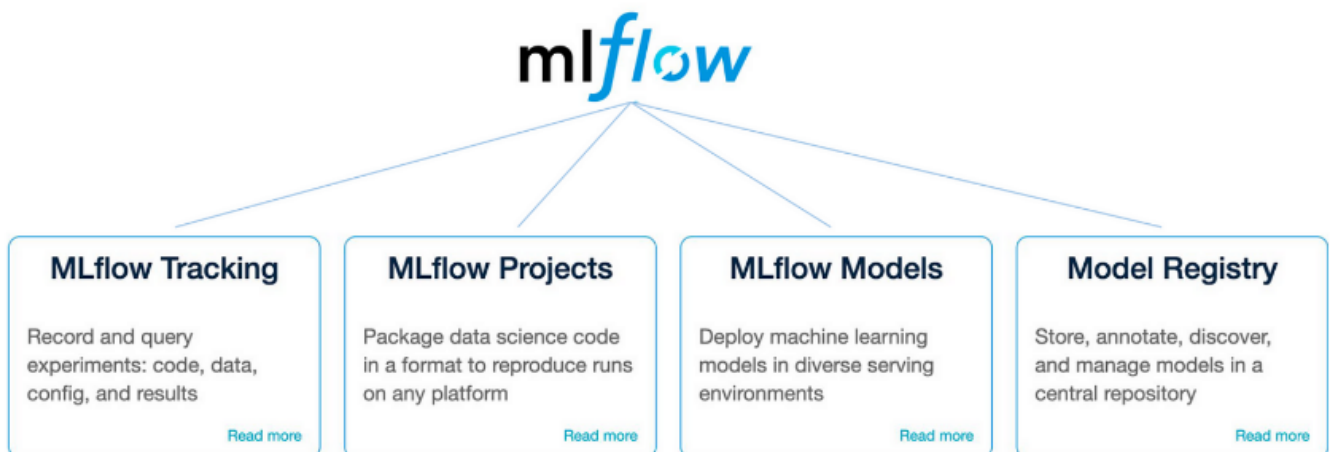 mlflow
MLflow Tracking
Record and query
experiments: code, data,
config, and results
Read more
MLflow Projects
Package data science code
in a format to reproduce runs
on any platform
Read more
MLflow Models
Deploy machine learning
models in diverse serving
environments
Read more
Model Registry
Store, annotate, discover,
and manage models in a
central repository
Read more